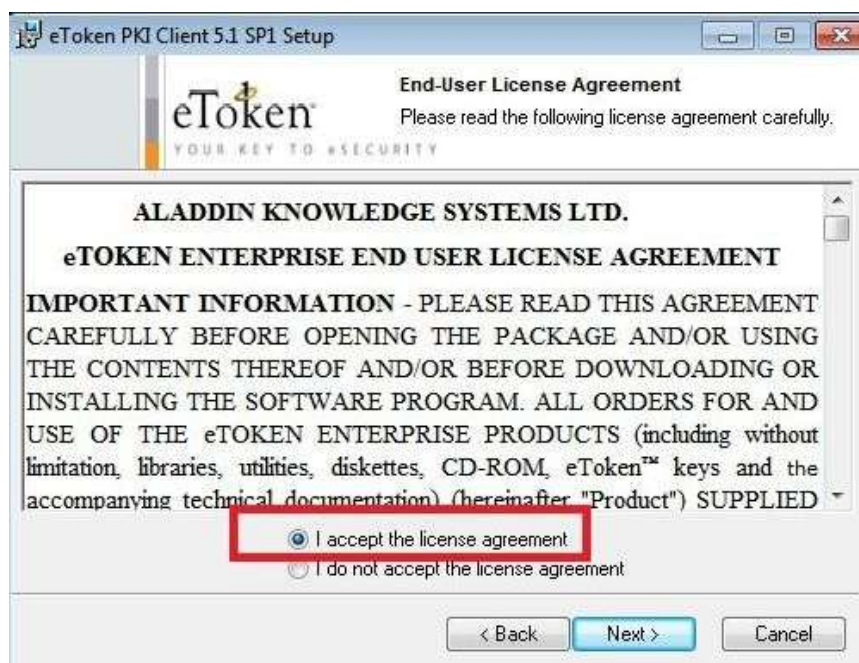 eToken PKI Client 5.1 SP1 Setup
eToken
YOUR KEY TO eSECURITY
End-User License Agreement
Please read the following license agreement carefully.
ALADDIN KNOWLEDGE SYSTEMS LTD.
eTOKEN ENTERPRISE END USER LICENSE AGREEMENT
IMPORTANT INFORMATION - PLEASE READ THIS AGREEMENT
CAREFULLY BEFORE OPENING THE PACKAGE AND/OR USING
THE CONTENTS THEREOF AND/OR BEFORE DOWNLOADING OR
INSTALLING THE SOFTWARE PROGRAM. ALL ORDERS FOR AND
USE OF THE eTOKEN ENTERPRISE PRODUCTS (including without
limitation, libraries, utilities, diskettes, CD-ROM, eToken™ keys and the
accompanying technical documentation) (hereinafter "Product") SUPPLIED
I accept the license agreement
I do not accept the license agreement
< Back
Next >
Cancel